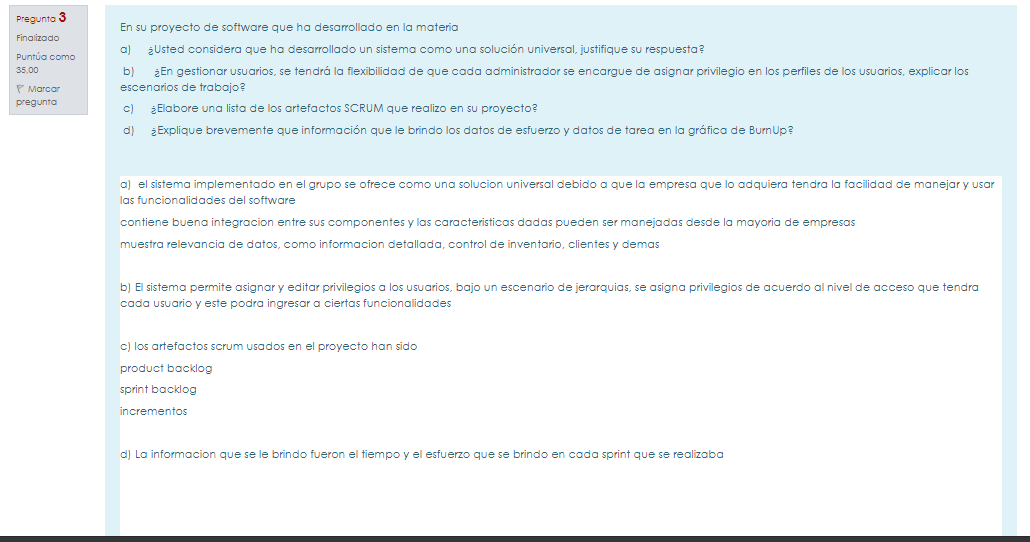 Pregunta 3
Finalizado
Puntúa como
35,00
Marcar
pregunta
En su proyecto de software que ha desarrollado en la materia
a) ¿Usted considera que ha desarrollado un sistema como una solución universal, justifique su respuesta?
b) ¿En gestionar usuarios, se tendrá la flexibilidad de que cada administrador se encargue de asignar privilegio en los perfiles de los usuarios, explicar los
escenarios de trabajo?
c) ¿Elabore una lista de los artefactos SCRUM que realizo en su proyecto?
d) ¿Explique brevemente que información que le brindo los datos de esfuerzo y datos de tarea en la gráfica de BurnUp?
a) el sistema implementado en el grupo se ofrece como una solucion universal debido a que la empresa que lo adquiera tendra la facilidad de manejar y usar
las funcionalidades del software
contiene buena integracion entre sus componentes y las caracteristicas dadas pueden ser manejadas desde la mayoria de empresas
muestra relevancia de datos, como informacion detallada, control de inventario, clientes y demas
b) El sistema permite asignar y editar privilegios a los usuarios, bajo un escenario de jerarquias, se asigna privilegios de acuerdo al nivel de acceso que tendra
cada usuario y este podra ingresar a ciertas funcionalidades
c) los artefactos scrum usados en el proyecto han sido
product backlog
sprint backlog
incrementos
d) La informacion que se le brindo fueron el tiempo y el esfuerzo que se brindo en cada sprint que se realizaba